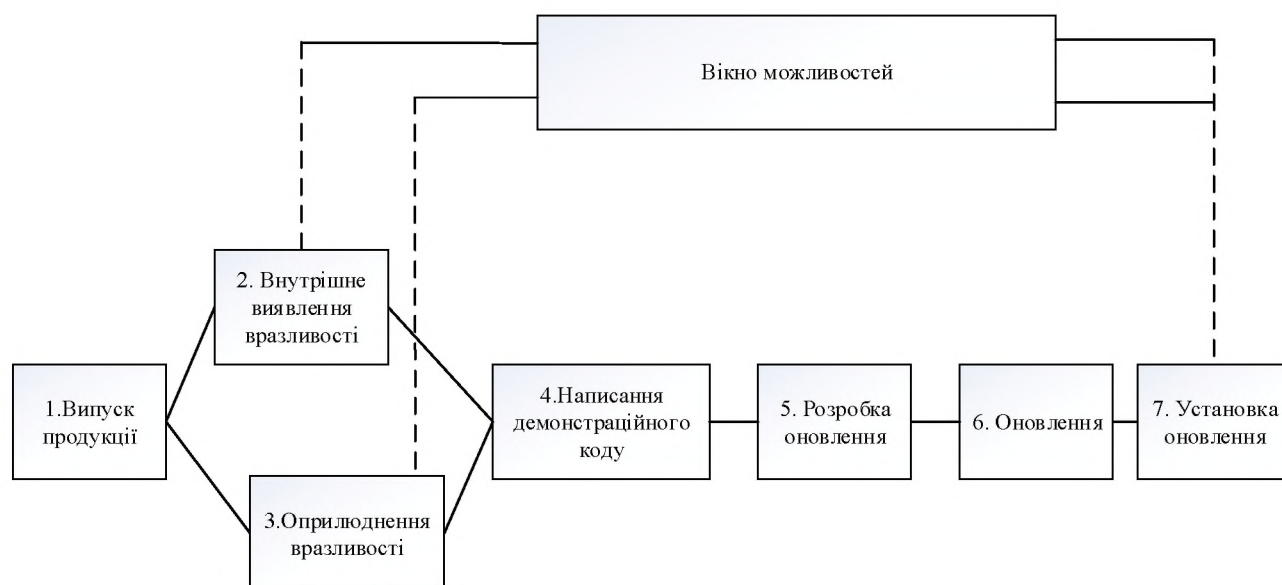 Вікно можливостей
2. Внутрішнє
виявлення
вразливості
1.Випуск
продукції
3.Оприлюднення
вразливості
4.Написання
демонстраційного
коду
5. Розробка
оновлення
6. Оновлення
7. Установка
оновлення